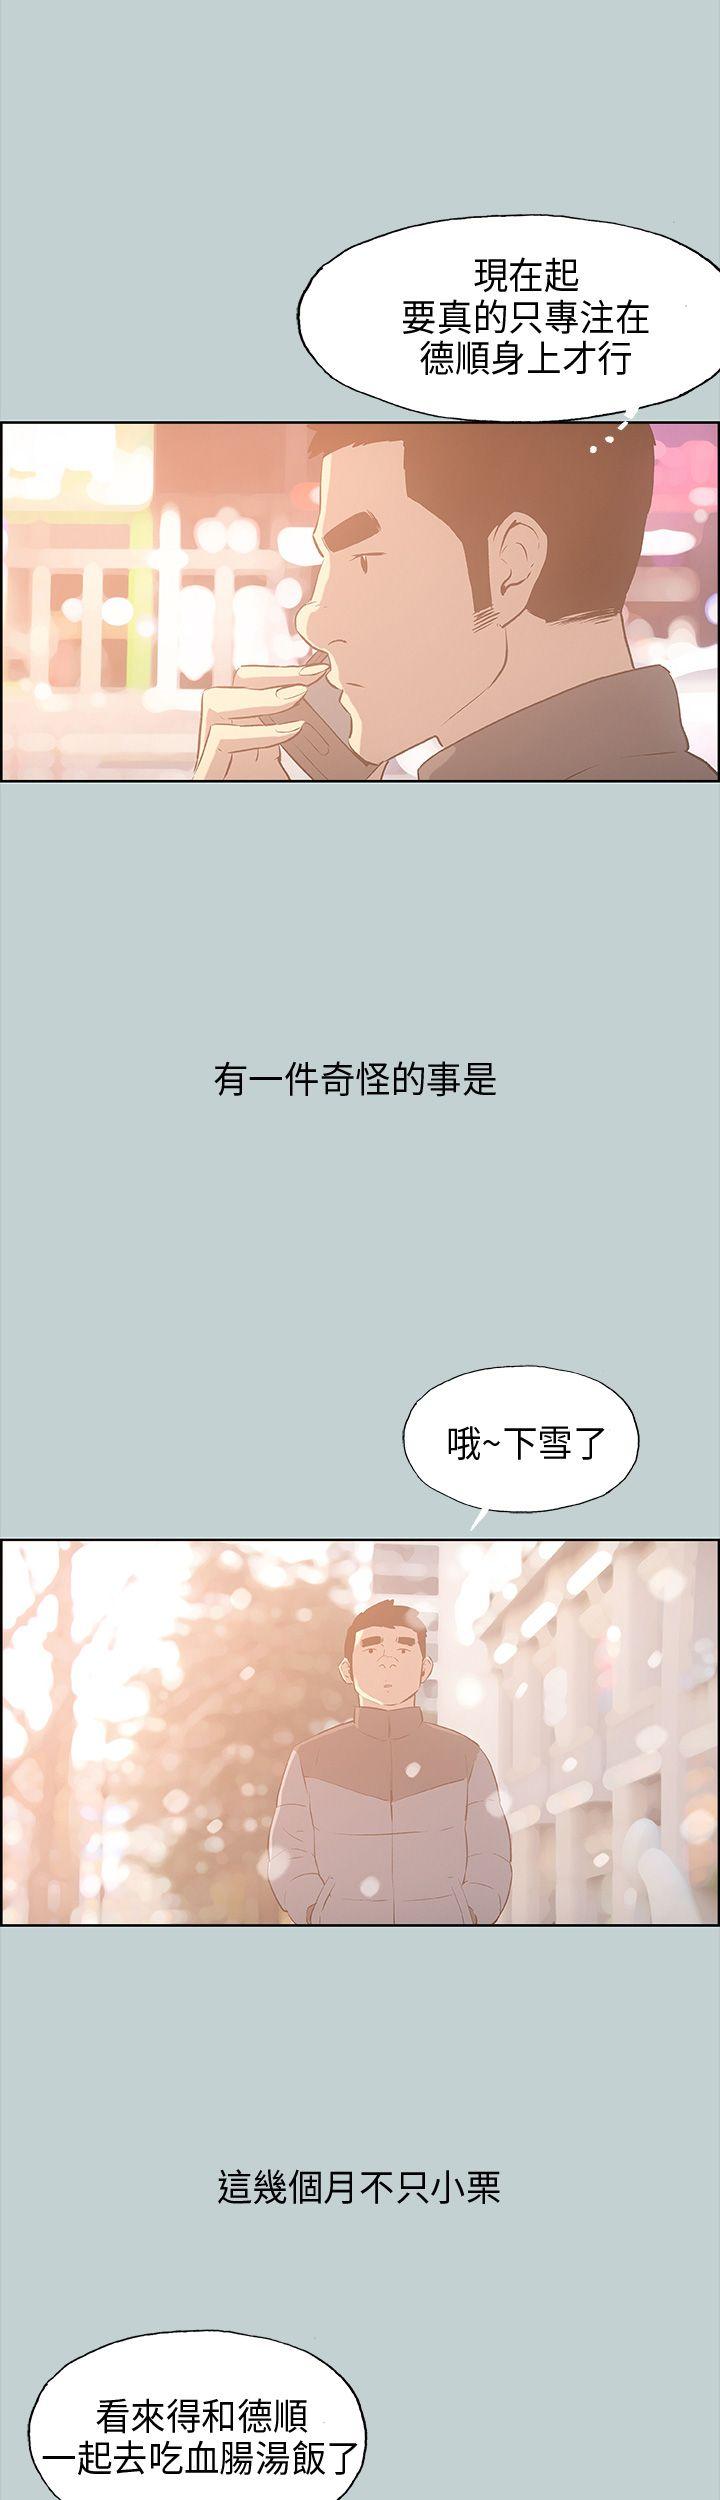 現在起
要真的只專注在
德順身上才行
有一件奇怪的事是
哦~下雪了
這幾個月不只小栗
看來得和德順
一起去吃血腸湯飯了